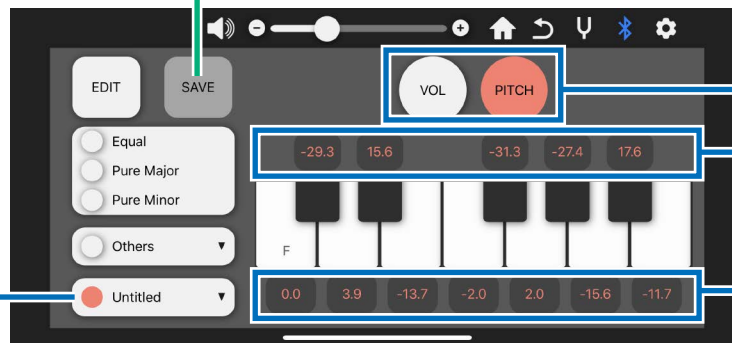 EDIT SAVE VOL PITCH
Equal
Pure Major
Pure Minor
-29.3 15.6 -31.3 -27.4 17.6
Others ▼
F
Untitled ▼
0.0 3.9 -13.7 -2.0 2.0 -15.6 -11.7